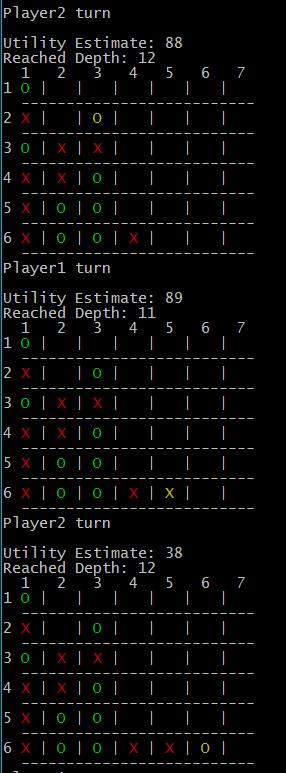 Player2 turn
Utility Estimate: 88
Reached Depth: 12
1 2 3 4 5 6 7
1 O | | | | | |
---------------------------
2 X | O | | | |
---------------------------
3 O | X | X | | | |
---------------------------
4 X | X | O | | | |
---------------------------
5 X | O | O | | | |
---------------------------
6 X | O | O | X | | |
---------------------------
Player1 turn
Utility Estimate: 89
Reached Depth: 11
1 2 3 4 5 6 7
1 O | | | | | |
---------------------------
2 X | O | | | |
---------------------------
3 O | X | X | | | |
---------------------------
4 X | X | O | | | |
---------------------------
5 X | O | O | | | |
---------------------------
6 X | O | O | X | X | |
---------------------------
Player2 turn
Utility Estimate: 38
Reached Depth: 12
1 2 3 4 5 6 7
1 O | | | | | |
---------------------------
2 X | O | | | |
---------------------------
3 O | X | X | | | |
---------------------------
4 X | X | O | | | |
---------------------------
5 X | O | O | | | |
---------------------------
6 X | O | O | X | X | O |
---------------------------